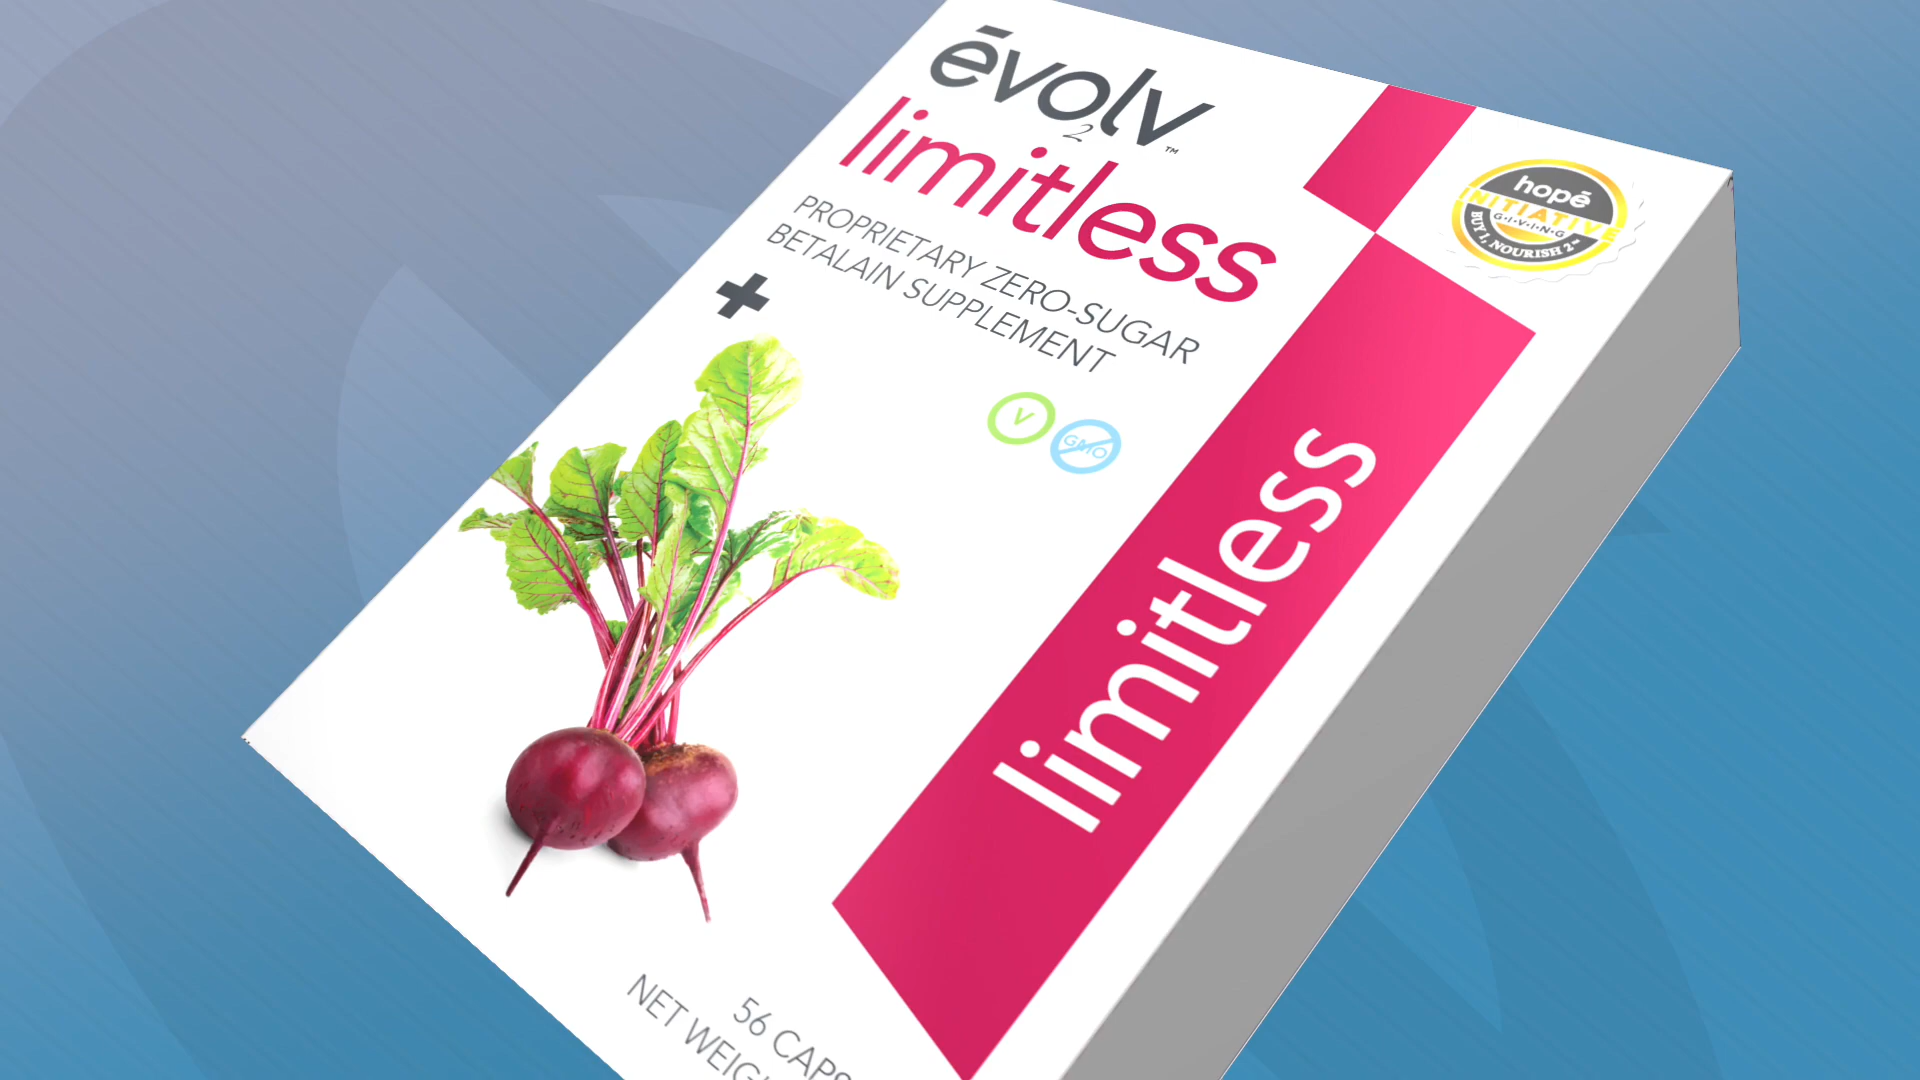 ēvolv
2
™
limitless
PROPRIETARY ZERO-SUGAR
BETALAIN SUPPLEMENT
V
GMO
hopē
INITIATIVE
G·I·V·I·N·G
BUY 1, NOURISH 2™
limitless
56 CAPS
NET